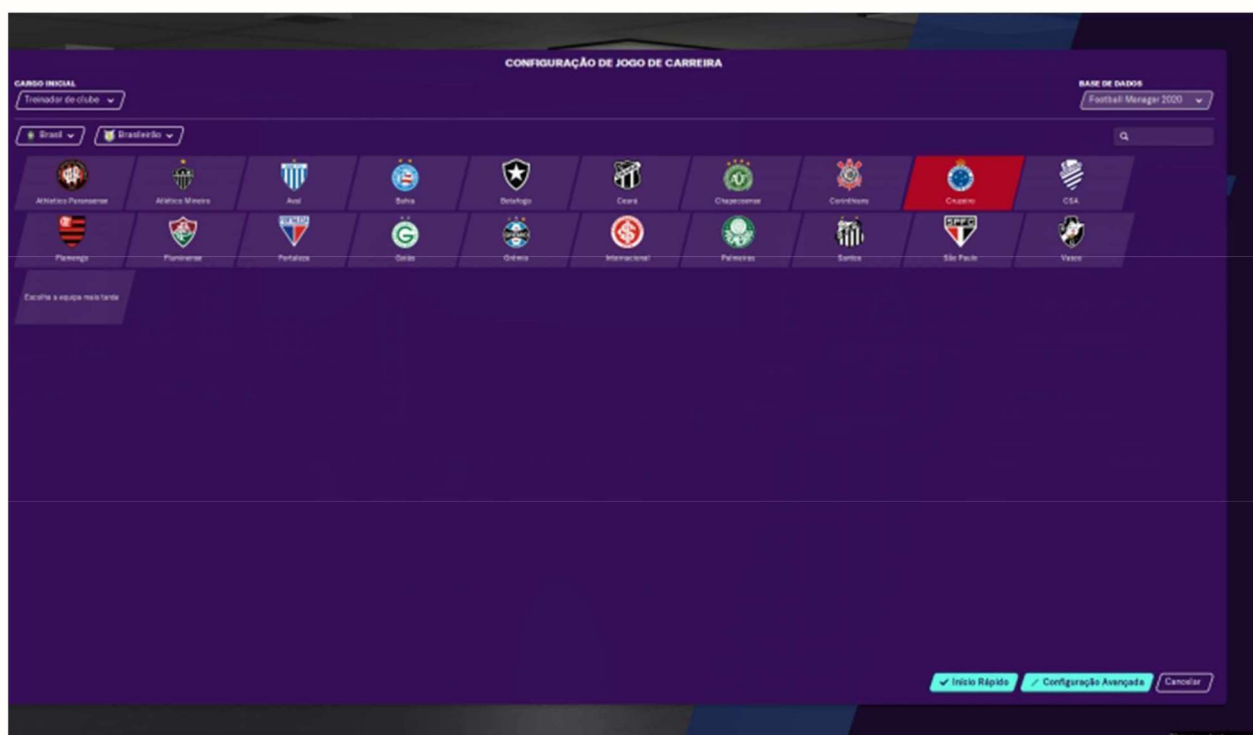 CONFIGURAÇÃO DE JOGO DE CARREIRA
CARGO INICIAL
BASE DE DADOS
Treinador de clube
Football Manager 2020
Brasil
Brasileirão
Athletico Paranaense
Atlético Mineiro
Avaí
Bahia
Botafogo
Ceará
Chapecoense
Corinthians
Cruzeiro
CSA
Flamengo
Fluminense
Fortaleza
Goiás
Grêmio
Internacional
Palmeiras
Santos
SPFC
São Paulo
Vasco
Escolha a equipa mais tarde
Início Rápido
Configuração Avançada
Cancelar